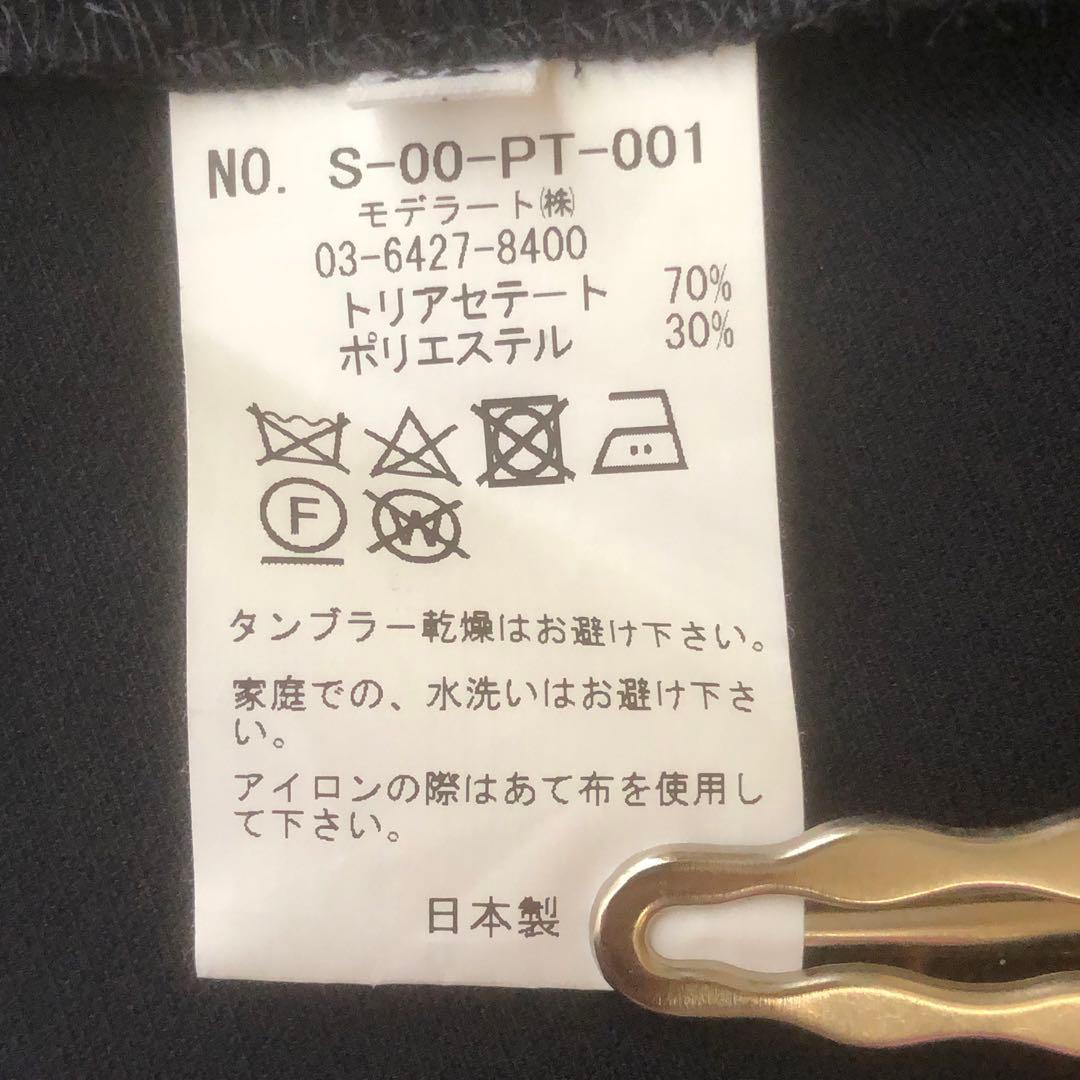 NO. S-00-PT-001
モデラート㈱
03-6427-8400
トリアセテート 70%
ポリエステル 30%
F W
タンブラー乾燥はお避け下さい。
家庭での、水洗いはお避け下さ
い。
アイロンの際はあて布を使用し
て下さい。
日本製